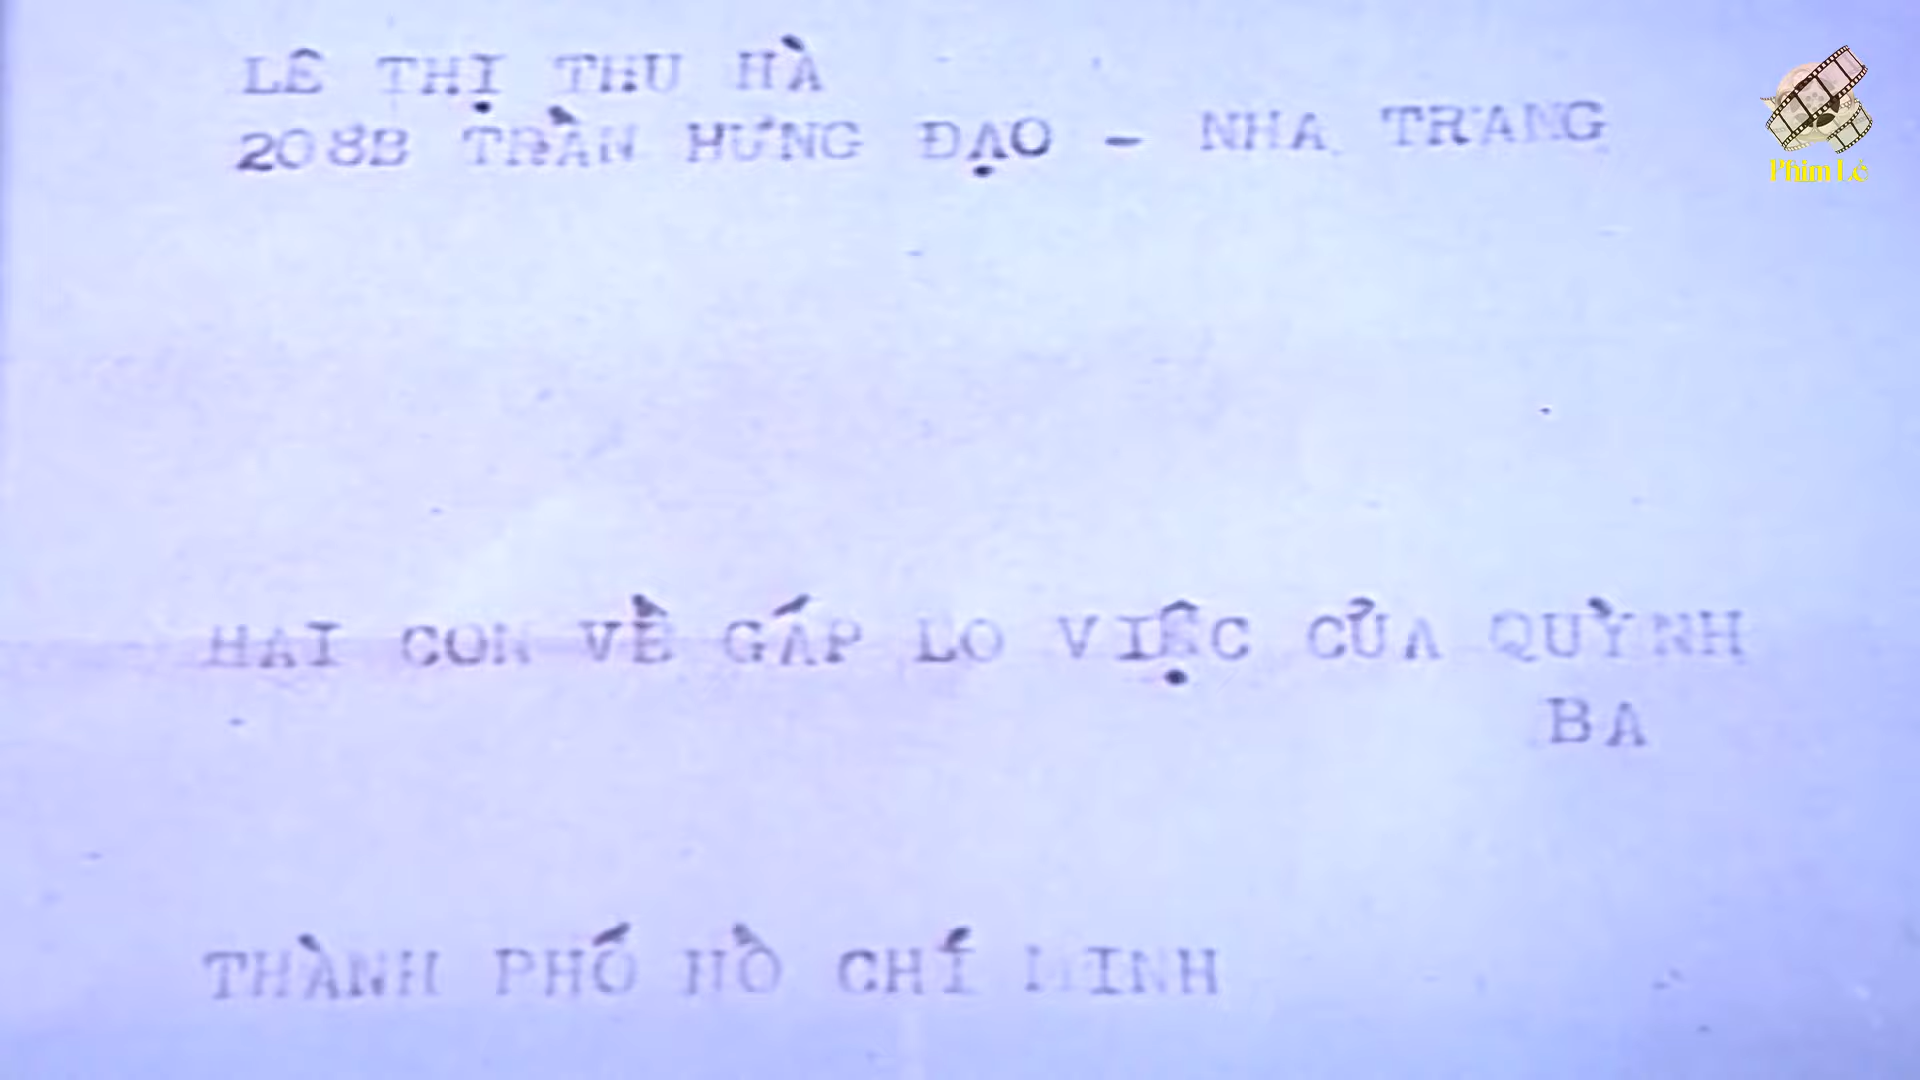 LÊ THỊ THU HÀ
208B TRẦN HƯNG ĐẠO - NHA TRANG
Phim Lẻ
HAI CON VỀ GẤP LO VIỆC CỦA QUỲNH
BA
THÀNH PHỐ HỒ CHÍ MINH